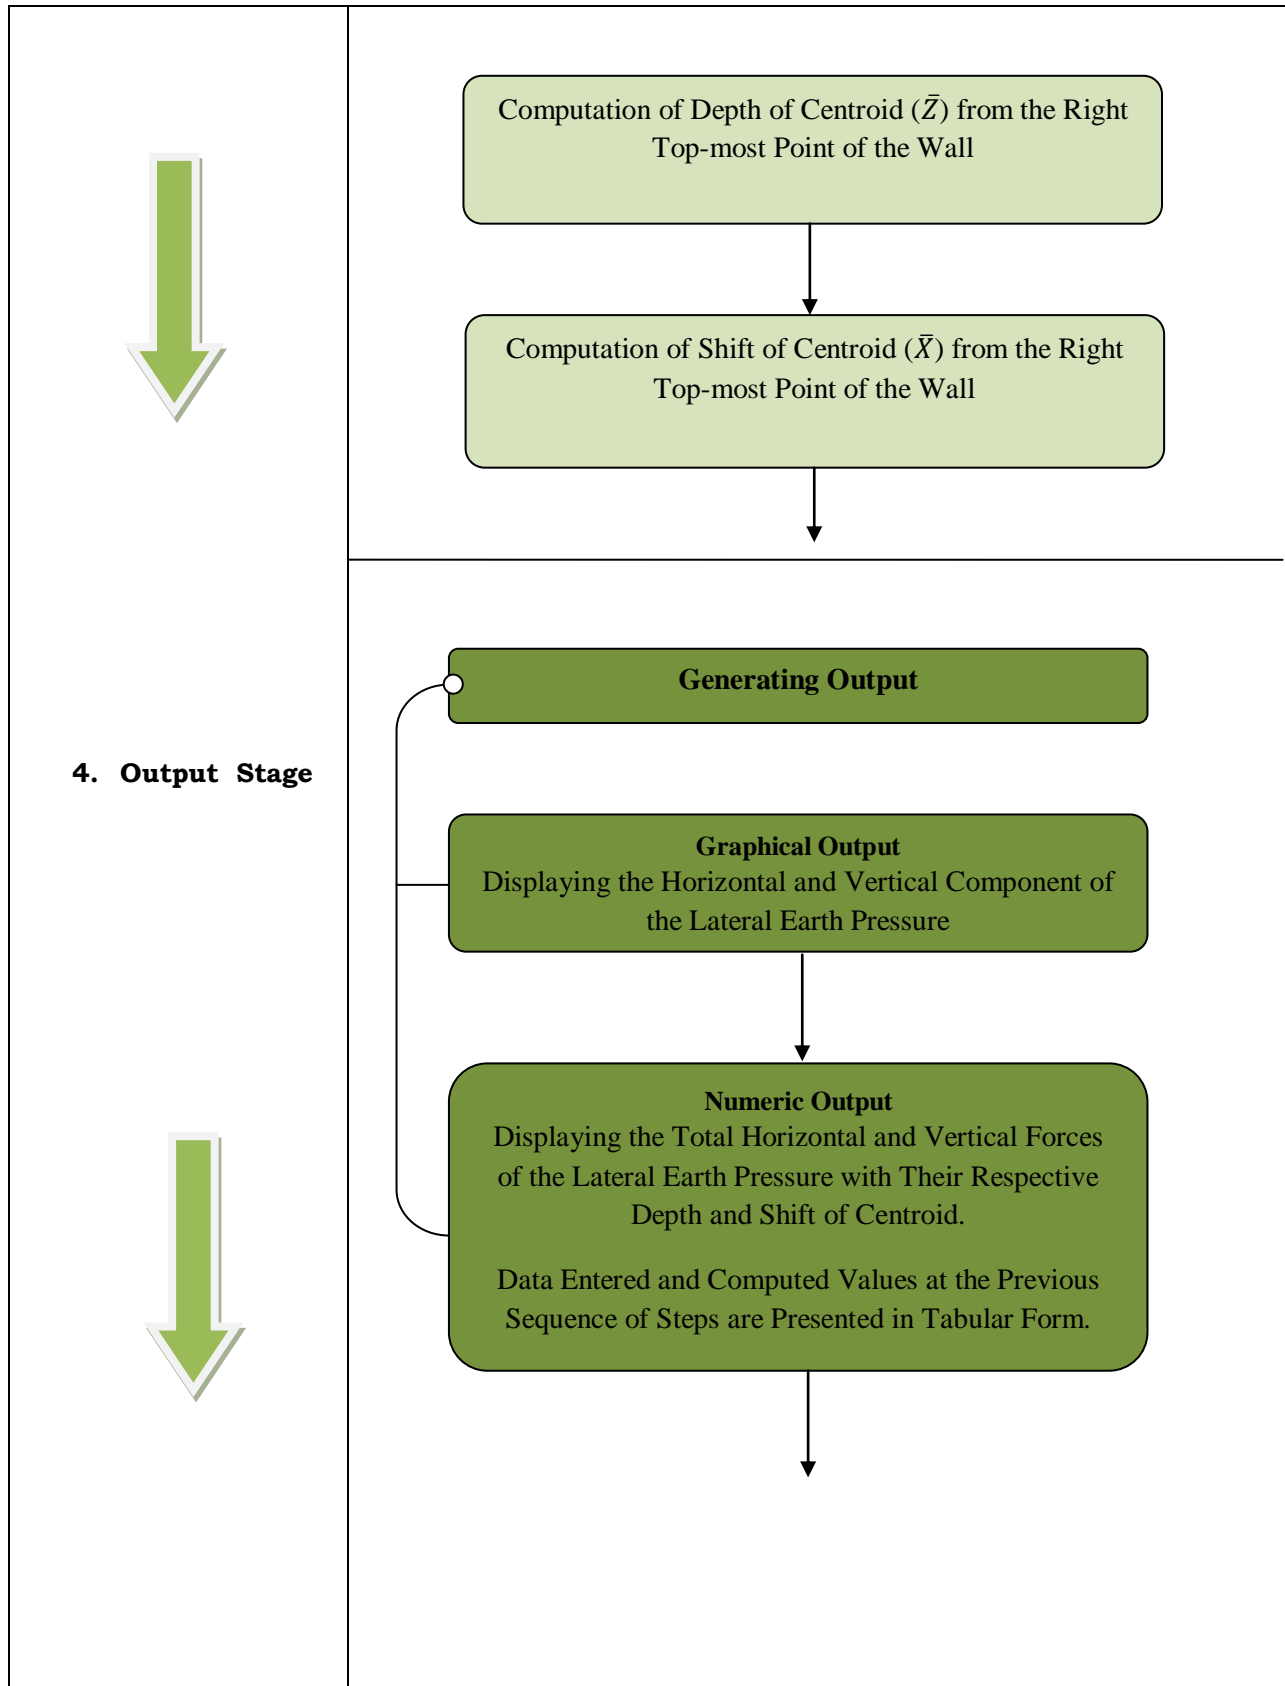 Computation of Depth of Centroid (Z̄) from the Right
Top-most Point of the Wall
Computation of Shift of Centroid (X̄) from the Right
Top-most Point of the Wall
4. Output Stage
Generating Output
Graphical Output
Displaying the Horizontal and Vertical Component of
the Lateral Earth Pressure
Numeric Output
Displaying the Total Horizontal and Vertical Forces
of the Lateral Earth Pressure with Their Respective
Depth and Shift of Centroid.
Data Entered and Computed Values at the Previous
Sequence of Steps are Presented in Tabular Form.